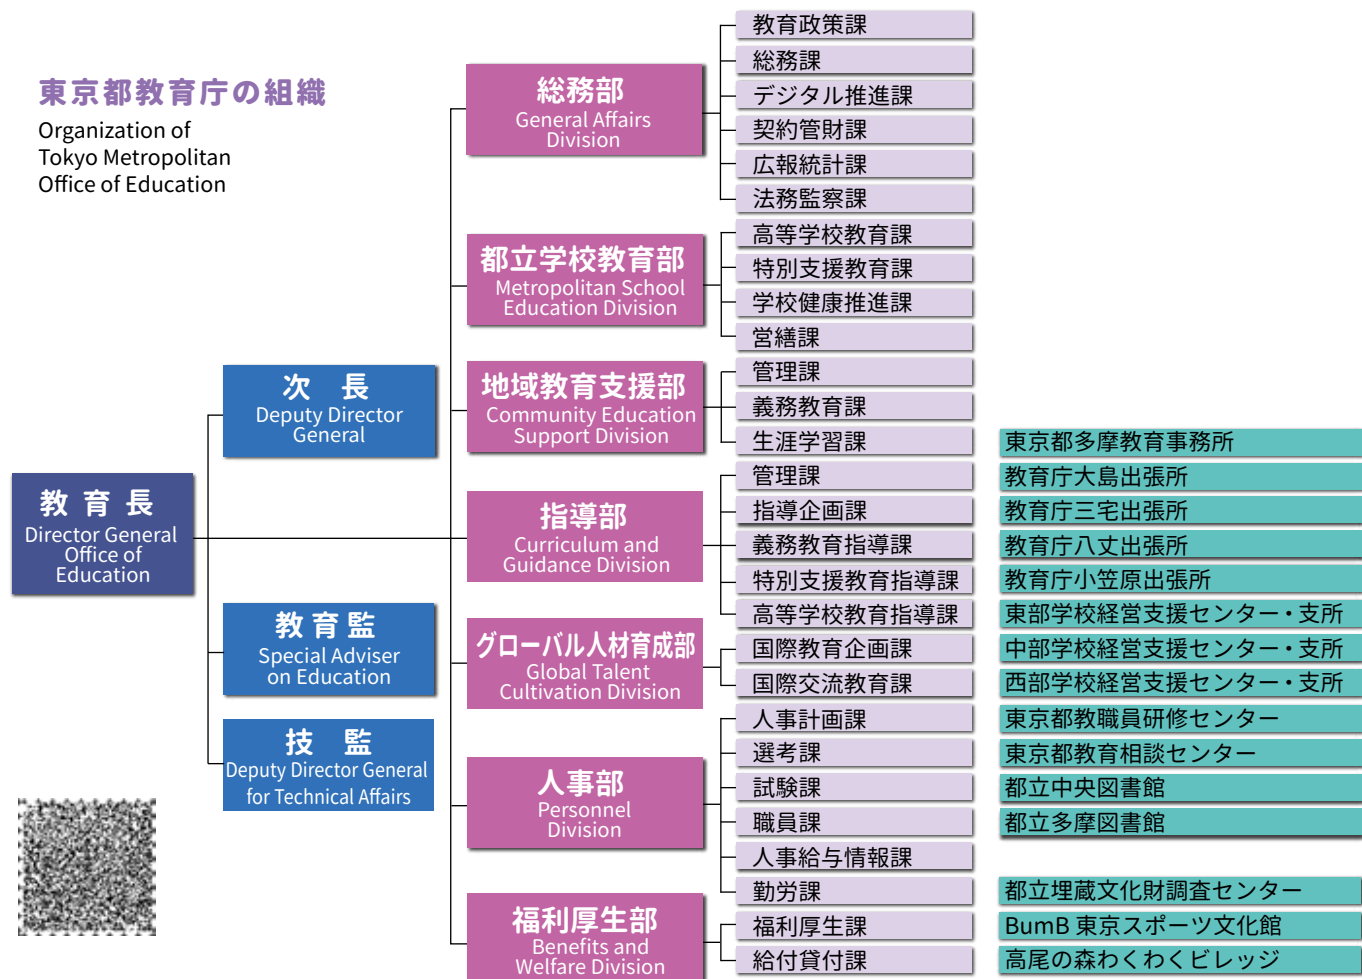 東京都教育庁の組織
Organization of
Tokyo Metropolitan
Office of Education
教育長
Director General
Office of
Education
次 長
Deputy Director
General
教育監
Special Adviser
on Education
技 監
Deputy Director General
for Technical Affairs
総務部
General Affairs
Division
教育政策課
総務課
デジタル推進課
契約管財課
広報統計課
法務監察課
都立学校教育部
Metropolitan School
Education Division
高等学校教育課
特別支援教育課
学校健康推進課
営繕課
地域教育支援部
Community Education
Support Division
管理課
義務教育課
生涯学習課
指導部
Curriculum and
Guidance Division
管理課
指導企画課
義務教育指導課
特別支援教育指導課
高等学校教育指導課
グローバル人材育成部
Global Talent
Cultivation Division
国際教育企画課
国際交流教育課
人事部
Personnel
Division
人事計画課
選考課
試験課
職員課
人事給与情報課
勤労課
福利厚生部
Benefits and
Welfare Division
福利厚生課
給付貸付課
東京都多摩教育事務所
教育庁大島出張所
教育庁三宅出張所
教育庁八丈出張所
教育庁小笠原出張所
東部学校経営支援センター・支所
中部学校経営支援センター・支所
西部学校経営支援センター・支所
東京都教職員研修センター
東京都教育相談センター
都立中央図書館
都立多摩図書館
都立埋蔵文化財調査センター
BumB 東京スポーツ文化館
高尾の森わくわくビレッジ